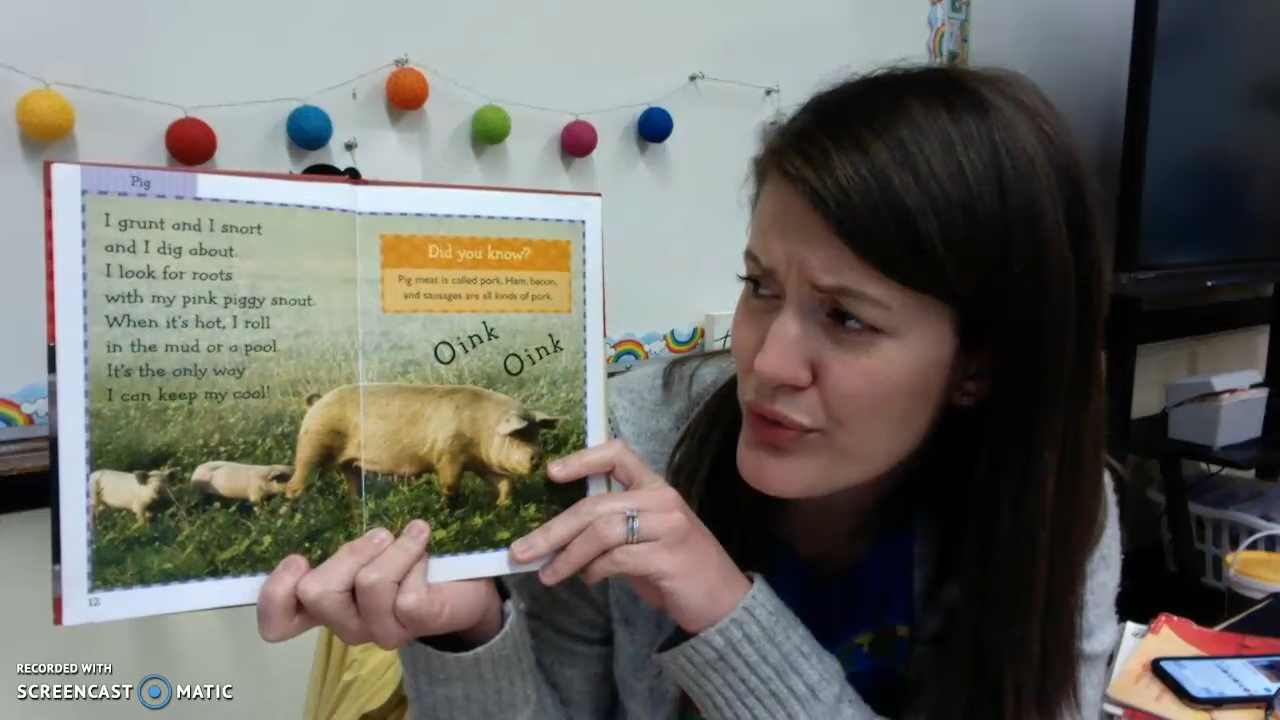 Pig
I grunt and I snort
and I dig about.
I look for roots
with my pink piggy snout.
When it's hot, I roll
in the mud or a pool.
It's the only way
I can keep my cool!
Did you know?
Pig meat is called pork. Ham, bacon,
and sausages are all kinds of pork.
Oink
Oink
12
RECORDED WITH
SCREENCAST MATIC